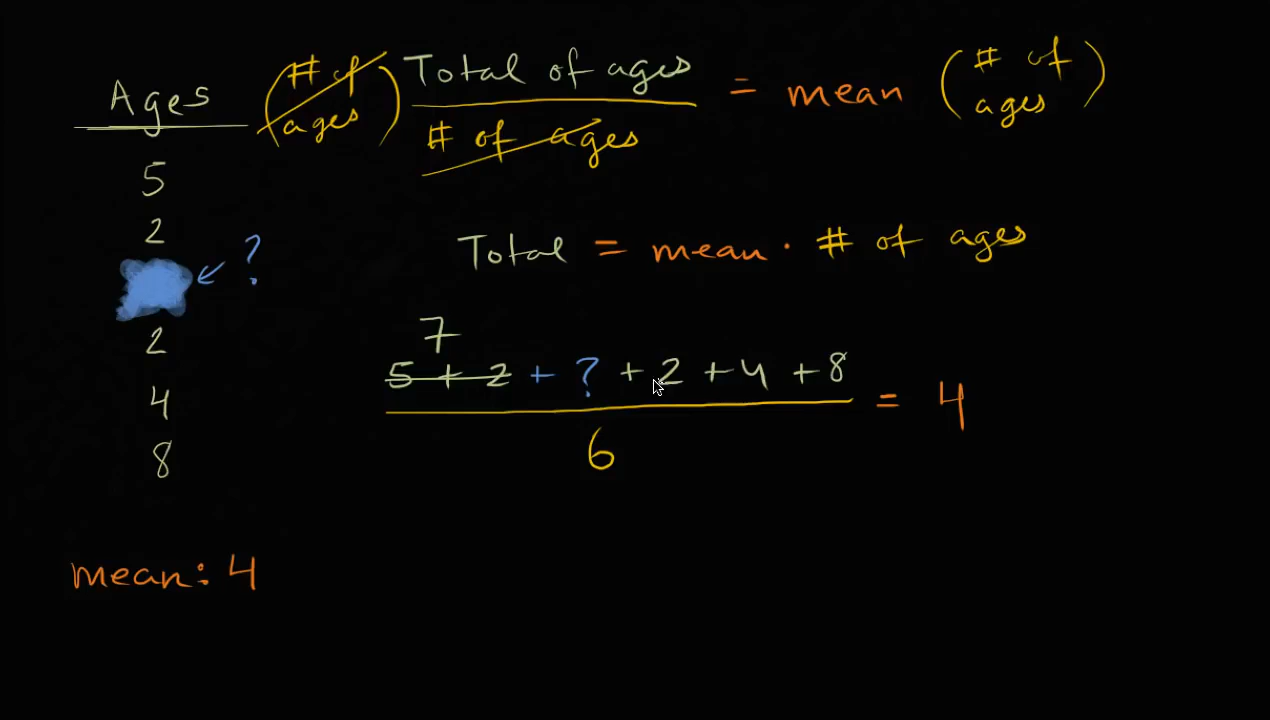 Ages
(# of ages) Total of ages / # of ages = mean (# of ages)
5
2
← ?
2
4
8
Total = mean · # of ages
7
5 + 2 + ? + 2 + 4 + 8 = 4
6
mean: 4